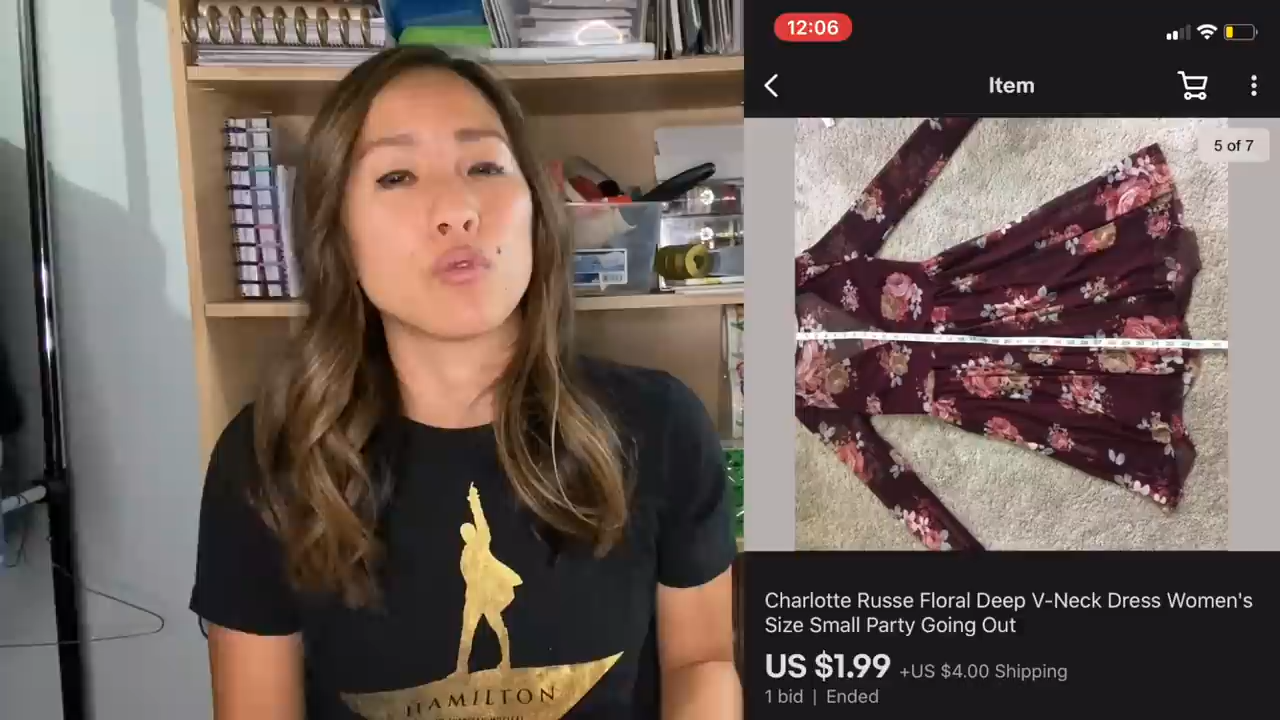 12:06
Item
5 of 7
HAMILTON
Charlotte Russe Floral Deep V-Neck Dress Women's
Size Small Party Going Out
US $1.99 +US $4.00 Shipping
1 bid | Ended